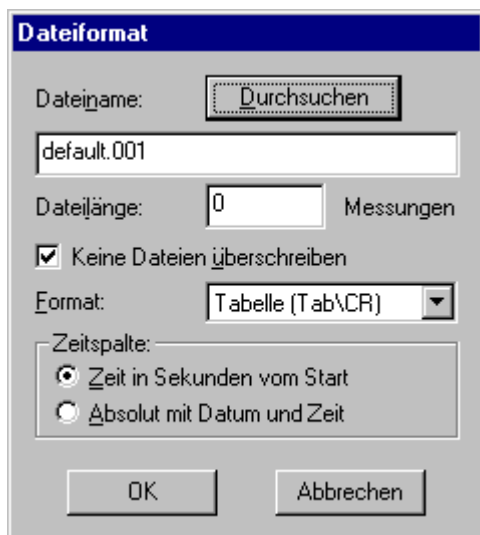 Dateiformat
Dateiname: Durchsuchen
default.001
Dateilänge: 0 Messungen
Keine Dateien überschreiben
Format: Tabelle (Tab\CR)
Zeitspalte:
Zeit in Sekunden vom Start
Absolut mit Datum und Zeit
OK Abbrechen